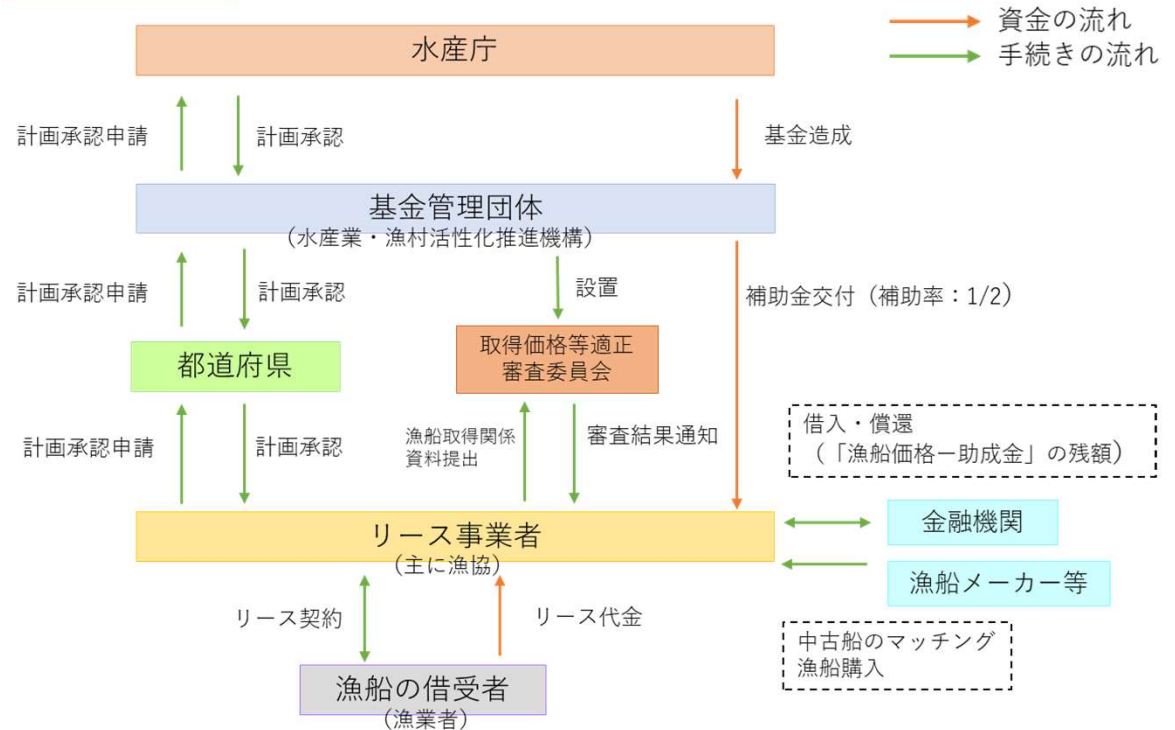 資金の流れ
手続きの流れ
水産庁
計画承認申請
計画承認
基金造成
基金管理団体
（水産業・漁村活性化推進機構）
計画承認申請
計画承認
設置
補助金交付（補助率：1/2）
都道府県
取得価格等適正
審査委員会
計画承認申請
計画承認
漁船取得関係
資料提出
審査結果通知
借入・償還
（「漁船価格ー助成金」の残額）
リース事業者
（主に漁協）
金融機関
漁船メーカー等
リース契約
リース代金
中古船のマッチング
漁船購入
漁船の借受者
（漁業者）